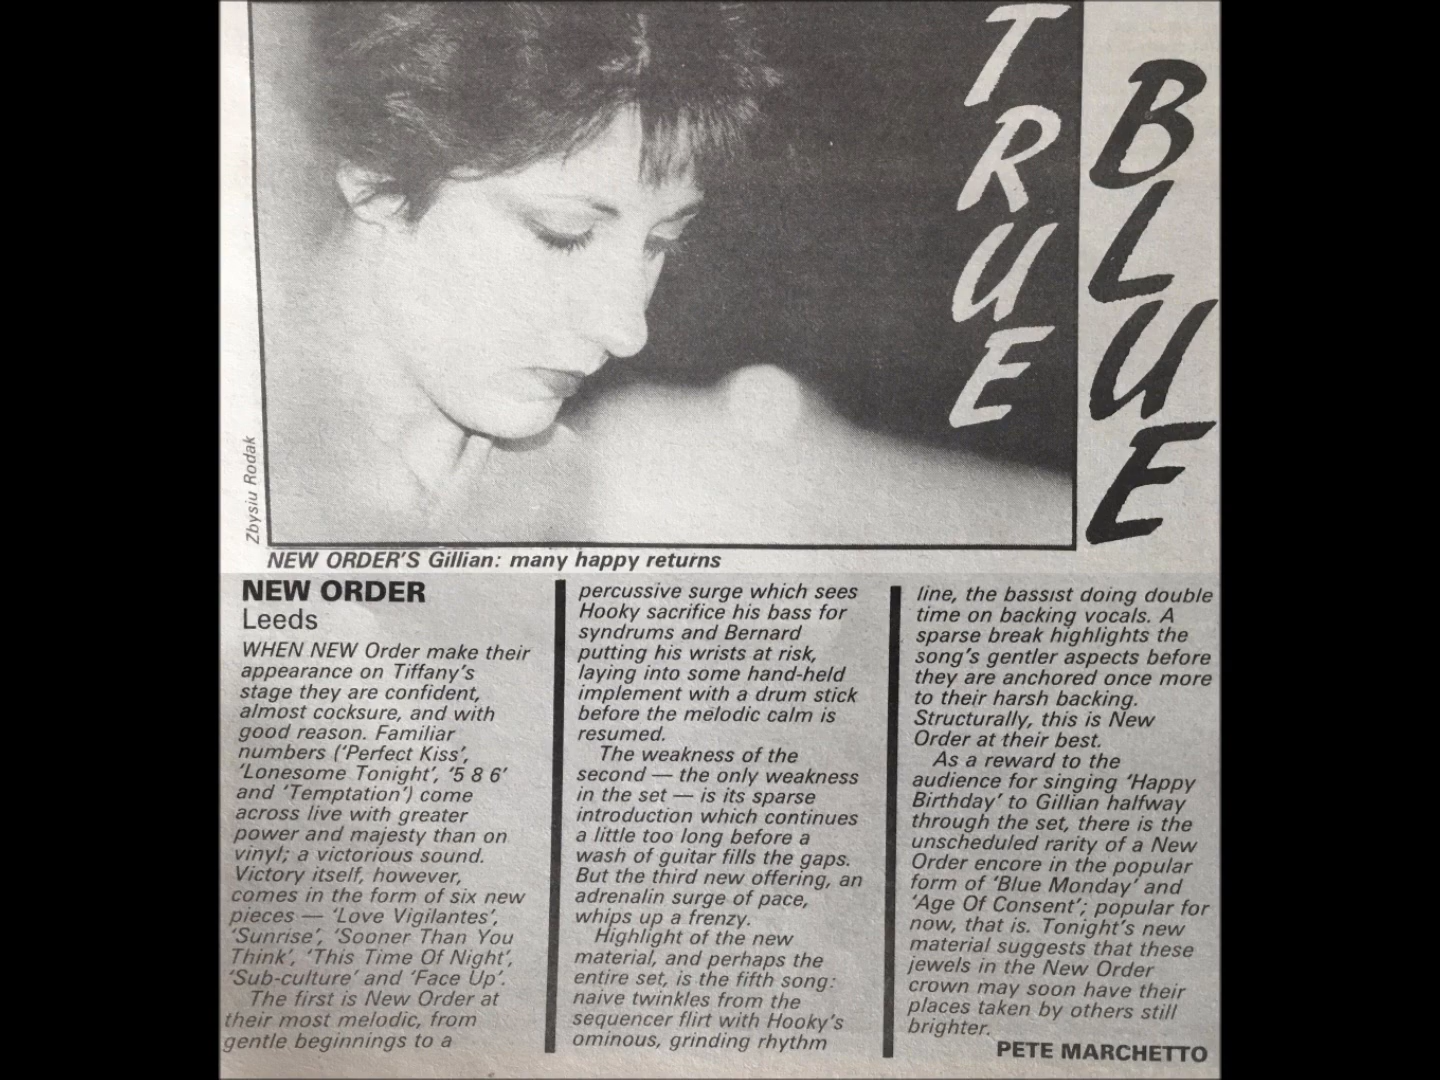 TRUE
BLUE
Zbysiu Rodak
NEW ORDER'S Gillian: many happy returns
NEW ORDER
Leeds
WHEN NEW Order make their
appearance on Tiffany's
stage they are confident,
almost cocksure, and with
good reason. Familiar
numbers ('Perfect Kiss',
'Lonesome Tonight', '5 8 6'
and 'Temptation') come
across live with greater
power and majesty than on
vinyl; a victorious sound.
Victory itself, however,
comes in the form of six new
pieces — 'Love Vigilantes',
'Sunrise', 'Sooner Than You
Think', 'This Time Of Night',
'Sub-culture' and 'Face Up'.
The first is New Order at
their most melodic, from
gentle beginnings to a
percussive surge which sees
Hooky sacrifice his bass for
syndrums and Bernard
putting his wrists at risk,
laying into some hand-held
implement with a drum stick
before the melodic calm is
resumed.
The weakness of the
second — the only weakness
in the set — is its sparse
introduction which continues
a little too long before a
wash of guitar fills the gaps.
But the third new offering, an
adrenalin surge of pace,
whips up a frenzy.
Highlight of the new
material, and perhaps the
entire set, is the fifth song:
naive twinkles from the
sequencer flirt with Hooky's
ominous, grinding rhythm
line, the bassist doing double
time on backing vocals. A
sparse break highlights the
song's gentler aspects before
they are anchored once more
to their harsh backing.
Structurally, this is New
Order at their best.
As a reward to the
audience for singing 'Happy
Birthday' to Gillian halfway
through the set, there is the
unscheduled rarity of a New
Order encore in the popular
form of 'Blue Monday' and
'Age Of Consent'; popular for
now, that is. Tonight's new
material suggests that these
jewels in the New Order
crown may soon have their
places taken by others still
brighter.
PETE MARCHETTO